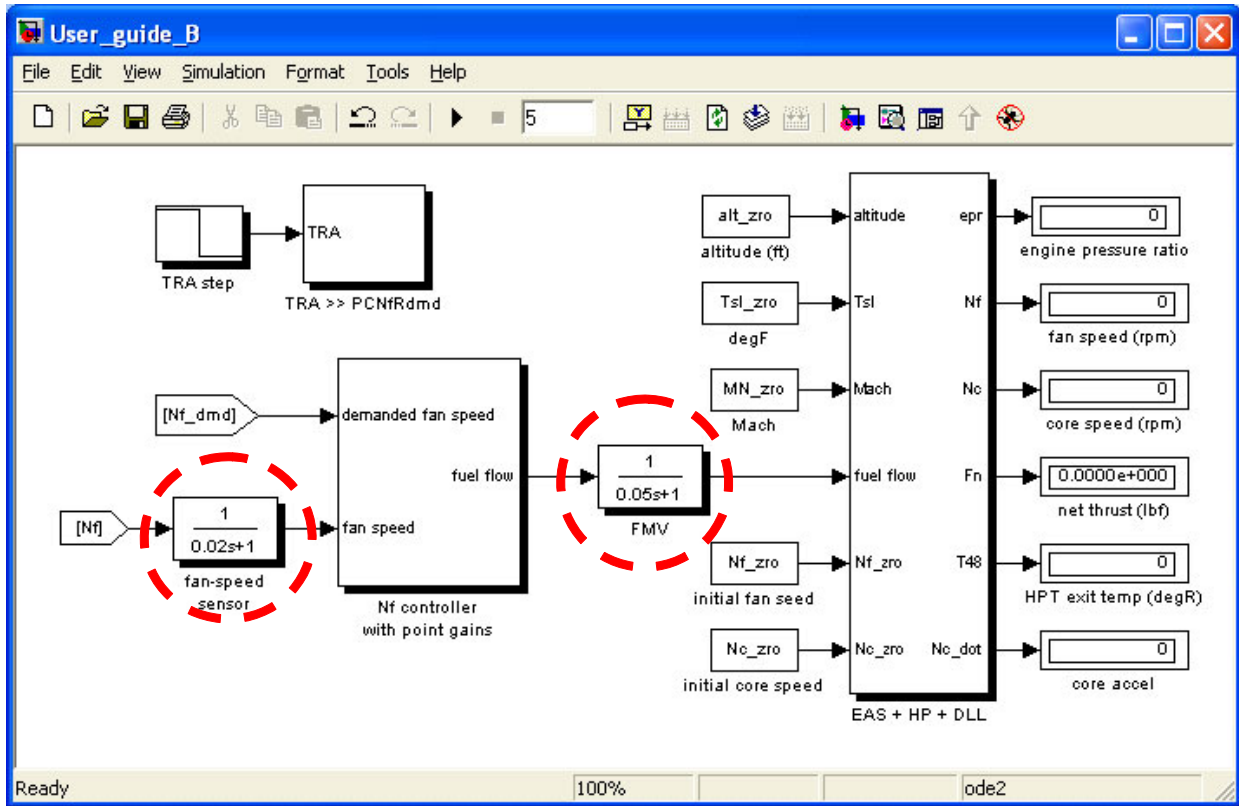 User_guide_B
File Edit View Simulation Format Tools Help
5
TRA
TRA step
TRA >> PCNfRdmd
[Nf_dmd]
demanded fan speed
fuel flow
[Nf]
1
0.02s+1
fan-speed
sensor
fan speed
Nf controller
with point gains
1
0.05s+1
FMV
alt_zro
altitude (ft)
Tsl_zro
degF
MN_zro
Mach
Nf_zro
initial fan seed
Nc_zro
initial core speed
altitude epr
Tsl Nf
Mach Nc
fuel flow Fn
Nf_zro T48
Nc_zro Nc_dot
EAS + HP + DLL
0
engine pressure ratio
0
fan speed (rpm)
0
core speed (rpm)
0.0000e+000
net thrust (lbf)
0
HPT exit temp (degR)
0
core accel
Ready 100% ode2